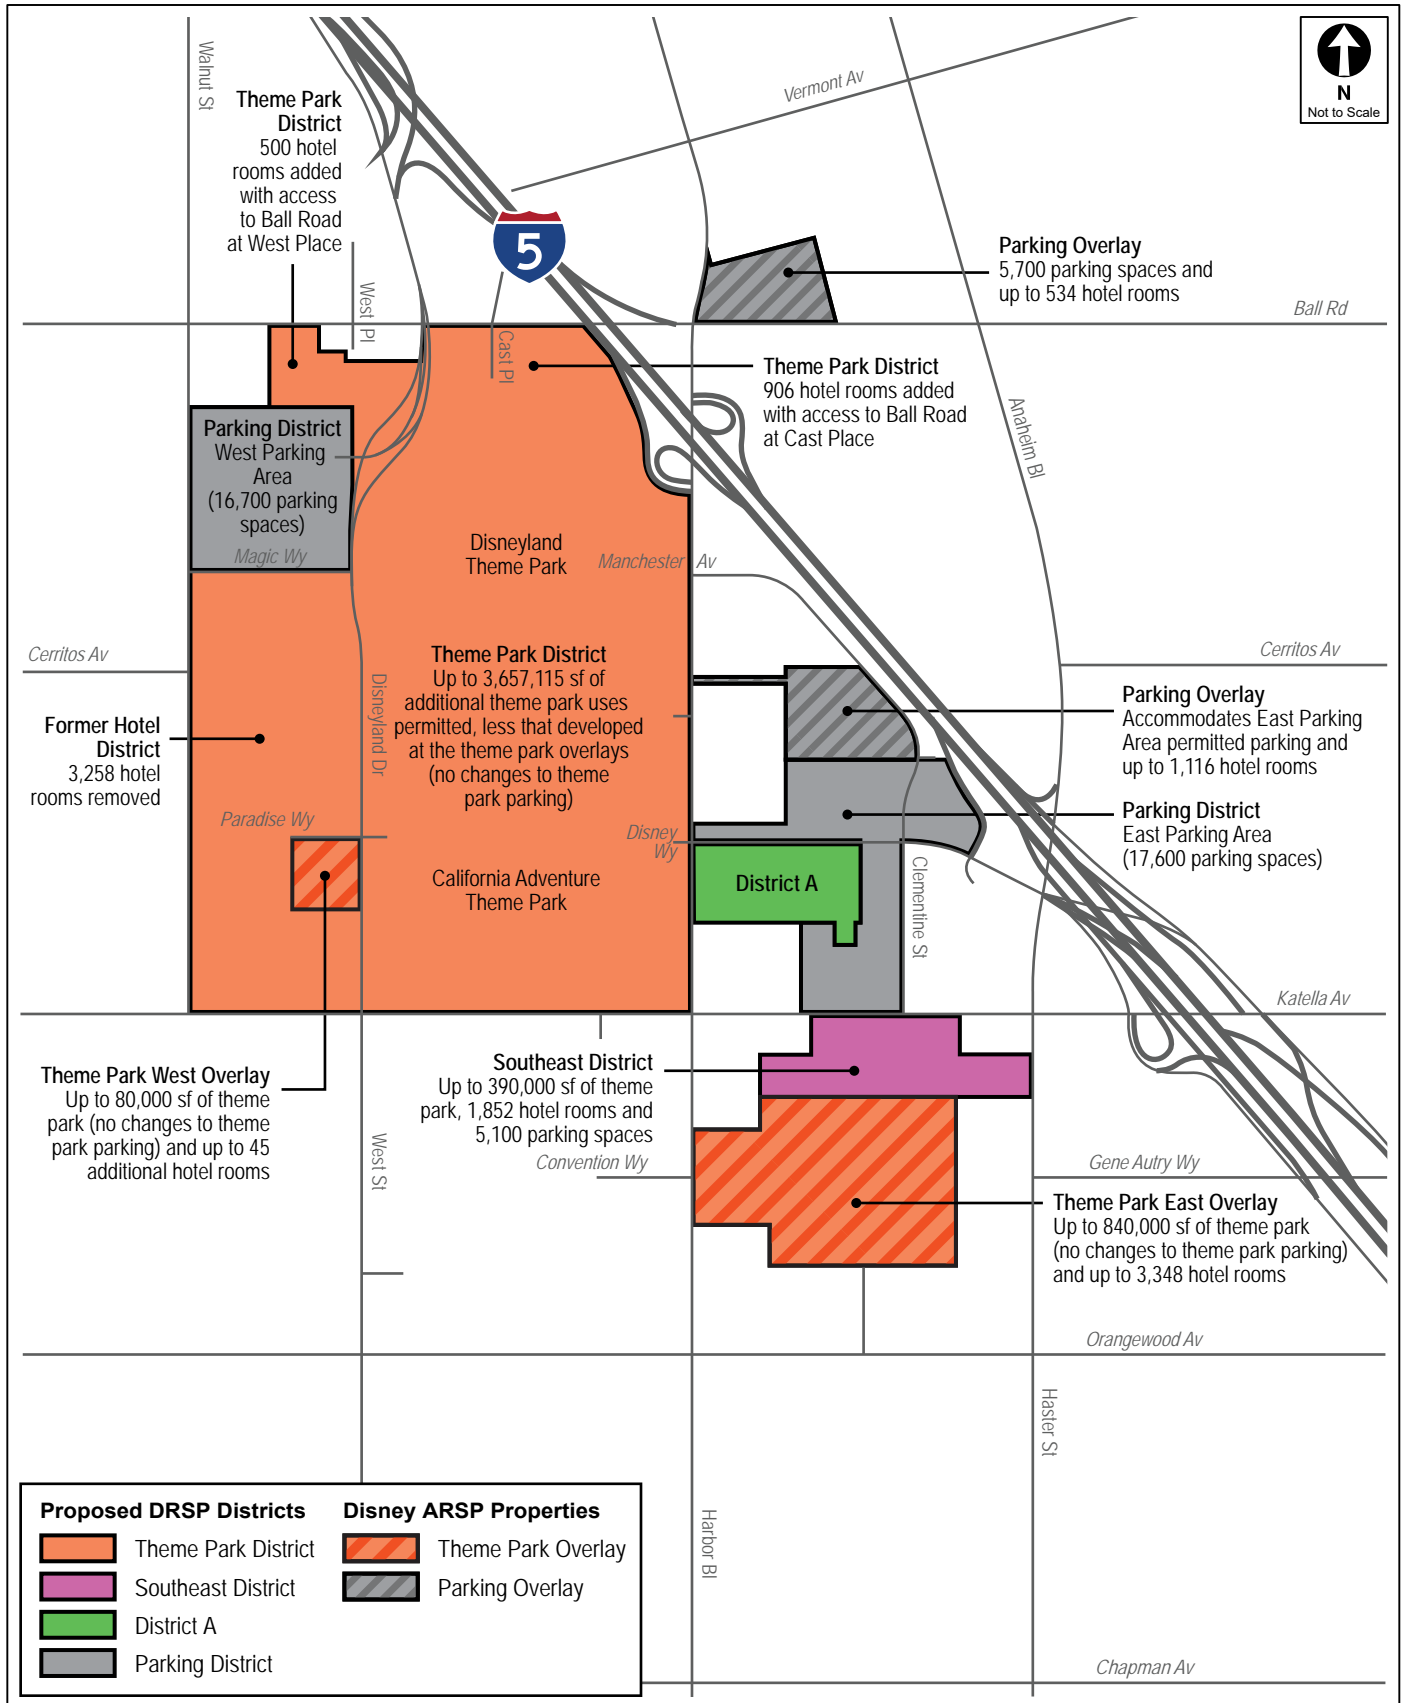 Walnut St
Theme Park
District
500 hotel
rooms added
with access
to Ball Road
at West Place
Vermont Av
N
Not to Scale
5
Parking Overlay
5,700 parking spaces and
up to 534 hotel rooms
Ball Rd
West Pl
Cast Pl
Theme Park District
906 hotel rooms added
with access to Ball Road
at Cast Place
Anaheim Bl
Parking District
West Parking
Area
(16,700 parking
spaces)
Magic Wy
Disneyland
Theme Park
Manchester Av
Cerritos Av
Cerritos Av
Theme Park District
Up to 3,657,115 sf of
additional theme park uses
permitted, less that developed
at the theme park overlays
(no changes to theme
park parking)
Disneyland Dr
Former Hotel
District
3,258 hotel
rooms removed
Parking Overlay
Accommodates East Parking
Area permitted parking and
up to 1,116 hotel rooms
Parking District
East Parking Area
(17,600 parking spaces)
Paradise Wy
Disney
Wy
California Adventure
Theme Park
District A
Clementine St
Katella Av
Theme Park West Overlay
Up to 80,000 sf of theme
park (no changes to theme
park parking) and up to 45
additional hotel rooms
Southeast District
Up to 390,000 sf of theme
park, 1,852 hotel rooms and
5,100 parking spaces
West St
Convention Wy
Gene Autry Wy
Theme Park East Overlay
Up to 840,000 sf of theme park
(no changes to theme park parking)
and up to 3,348 hotel rooms
Orangewood Av
Haster St
Harbor Bl
Chapman Av
Proposed DRSP Districts
Theme Park District
Southeast District
District A
Parking District
Disney ARSP Properties
Theme Park Overlay
Parking Overlay